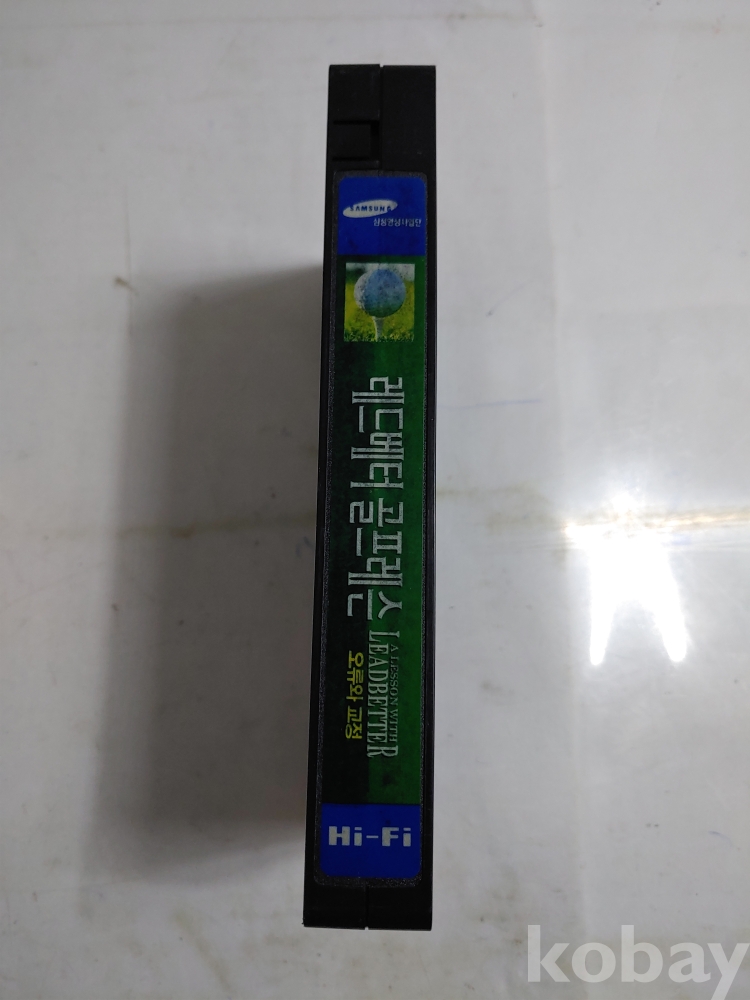 SAMSUNG
삼성영상사업단
레드베터 골프레슨
A LESSON WITH
LEADBETTER
오류와 교정
Hi-Fi
kobay